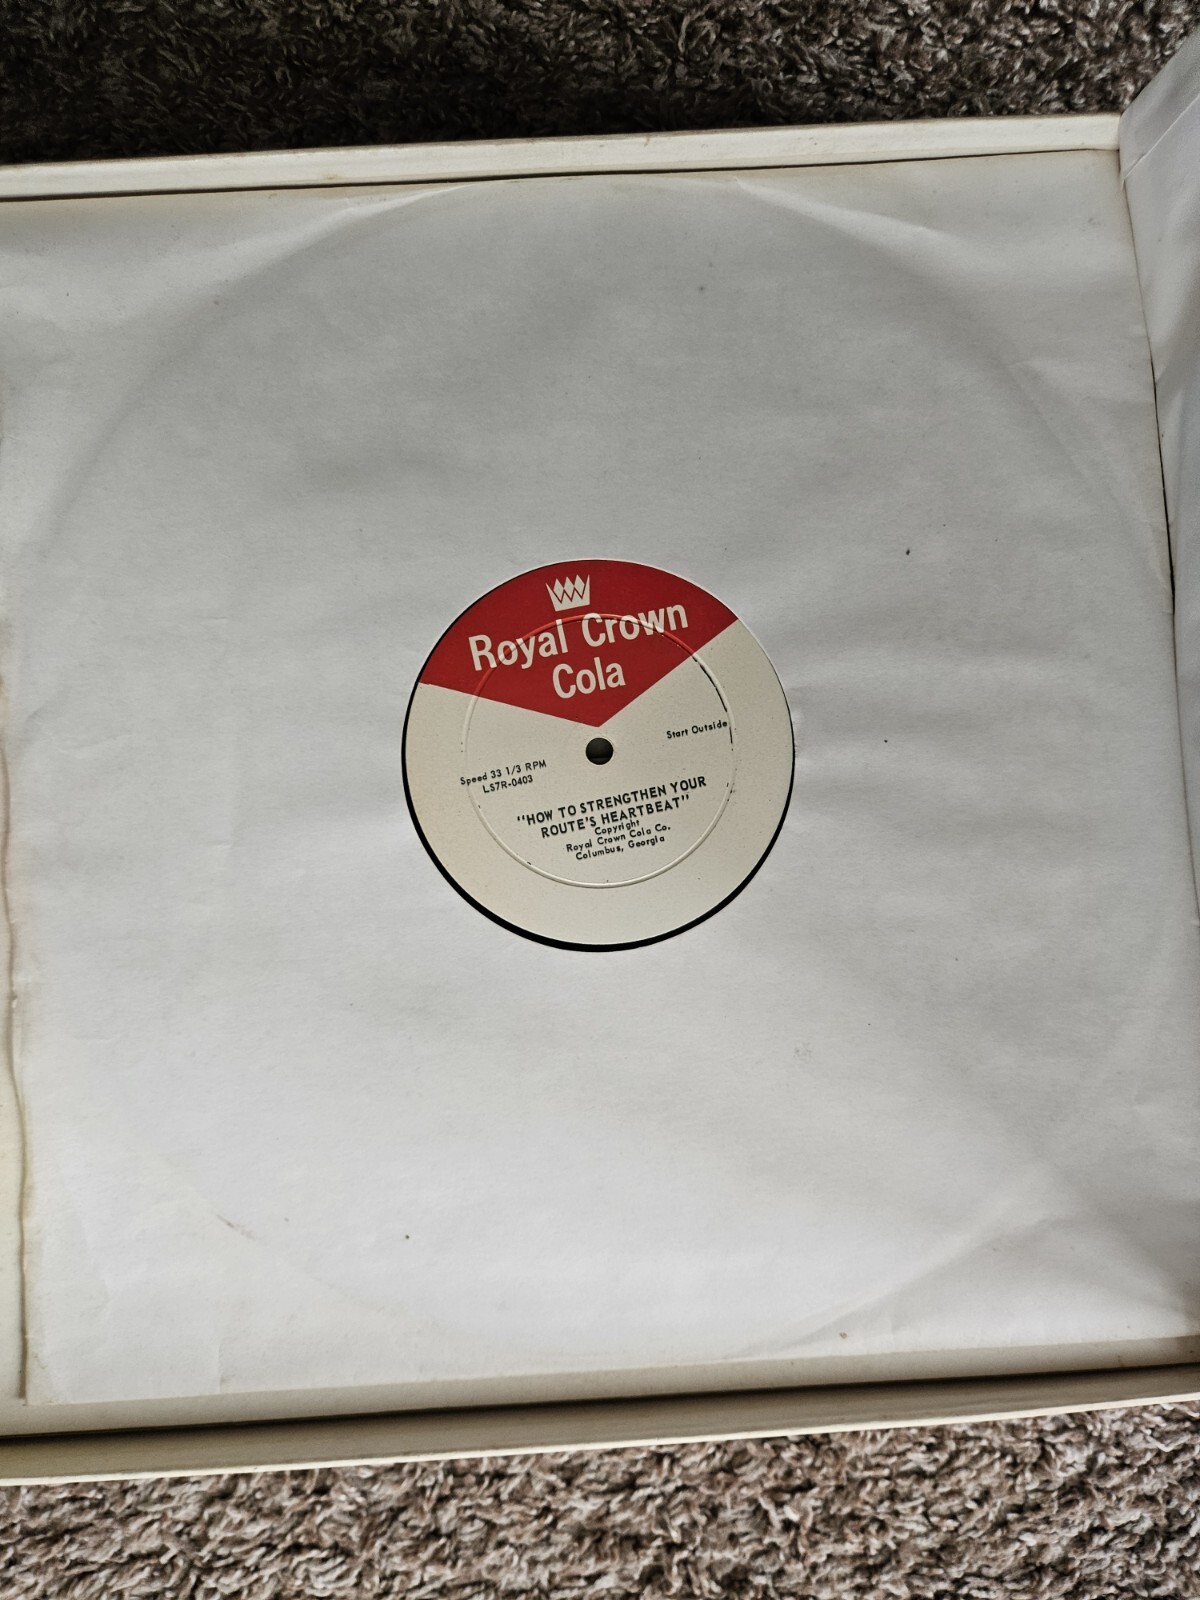 Royal Crown
Cola
Start Outside
Speed 33 1/3 RPM
LS7R-0403
"HOW TO STRENGTHEN YOUR
ROUTE'S HEARTBEAT"
Copyright
Royal Crown Cola Co.
Columbus, Georgia